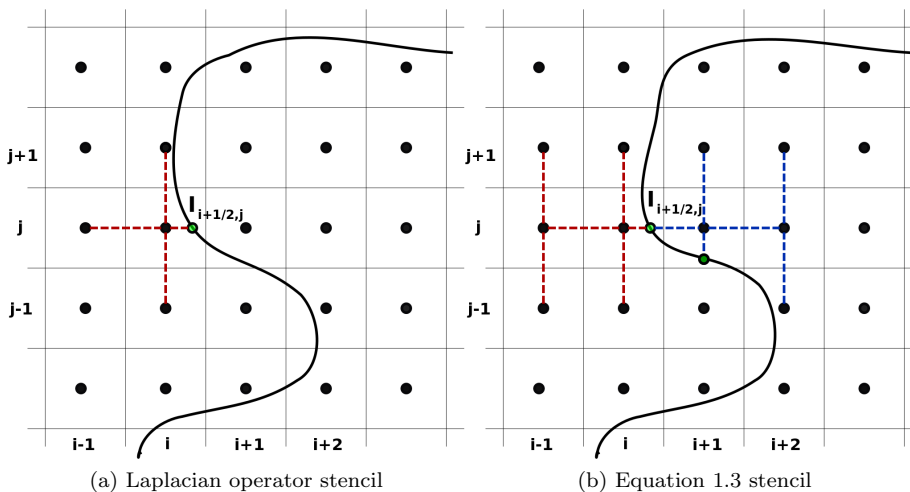 j+1
j+1
I i+1/2,j
I i+1/2,j
j
j
j-1
j-1
i-1 i i+1 i+2
i-1 i i+1 i+2
(a) Laplacian operator stencil
(b) Equation 1.3 stencil